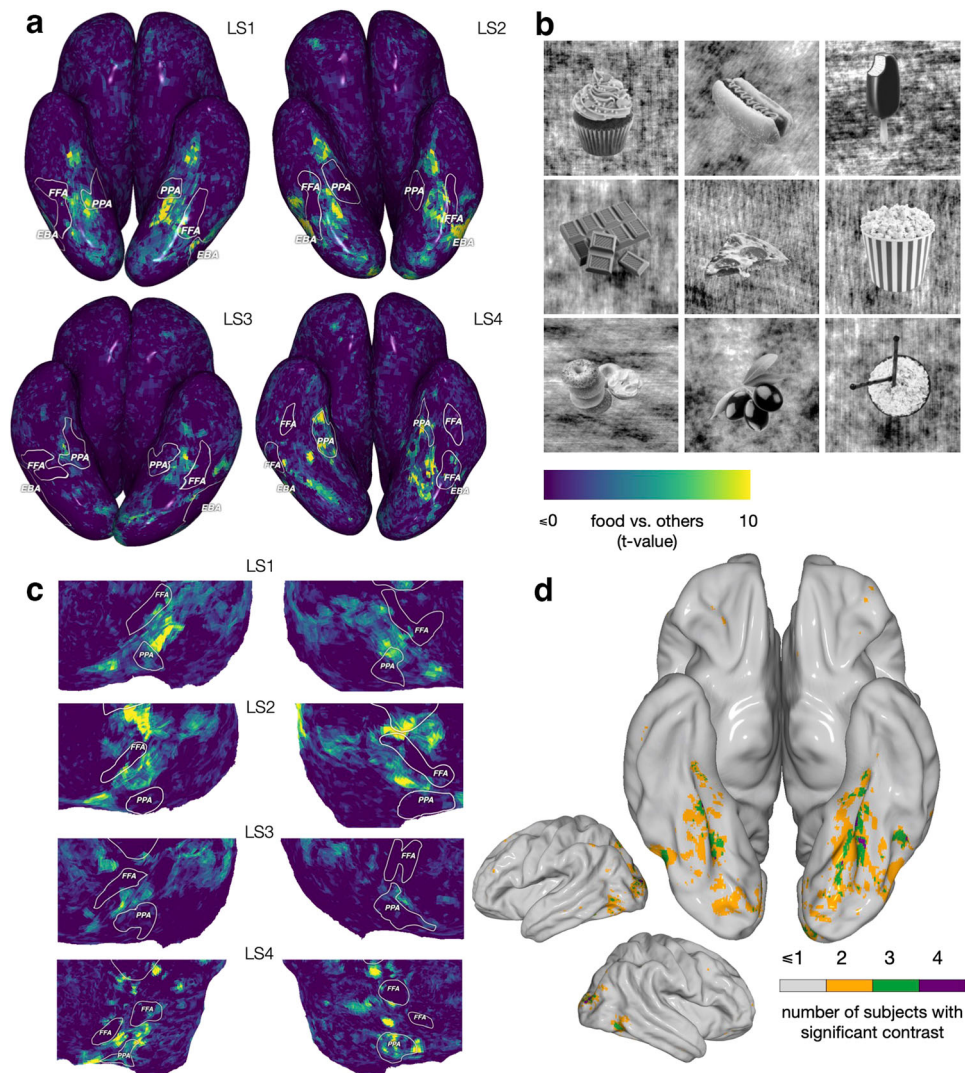 a
LS1
LS2
FFA
PPA
PPA
FFA
EBA
EBA
FFA
PPA
PPA
FFA
EBA
LS3
LS4
FFA
PPA
PPA
FFA
EBA
EBA
FFA
PPA
FFA
EBA
PPA
FFA
FFA
EBA
b
≤0
food vs. others
(t-value)
10
c
LS1
FFA
PPA
FFA
PPA
LS2
FFA
PPA
FFA
PPA
LS3
FFA
PPA
FFA
PPA
LS4
FFA
FFA
PPA
FFA
FFA
PPA
d
≤1 2 3 4
number of subjects with
significant contrast